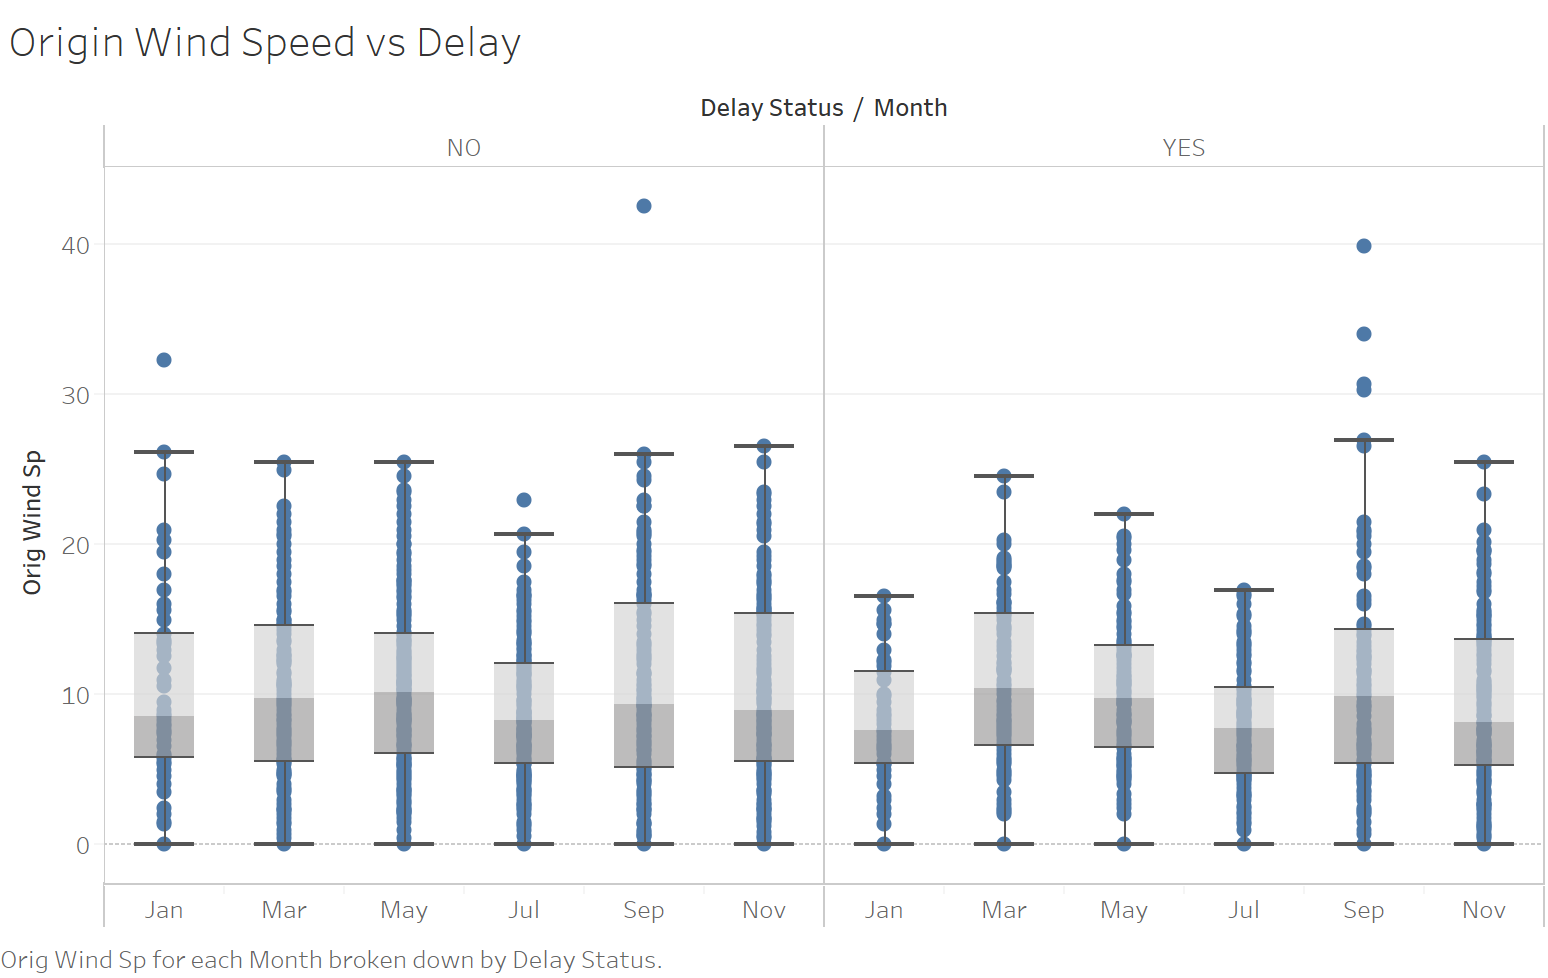 Origin Wind Speed vs Delay
Delay Status / Month
NO YES
Orig Wind Sp
40
30
20
10
0
Jan Mar May Jul Sep Nov Jan Mar May Jul Sep Nov
Orig Wind Sp for each Month broken down by Delay Status.